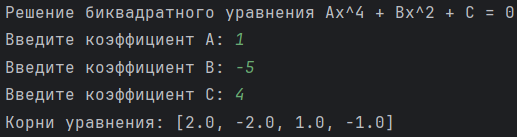 Решение биквадратного уравнения Ax^4 + Bx^2 + C = 0
Введите коэффициент A: 1
Введите коэффициент B: -5
Введите коэффициент C: 4
Корни уравнения: [2.0, -2.0, 1.0, -1.0]